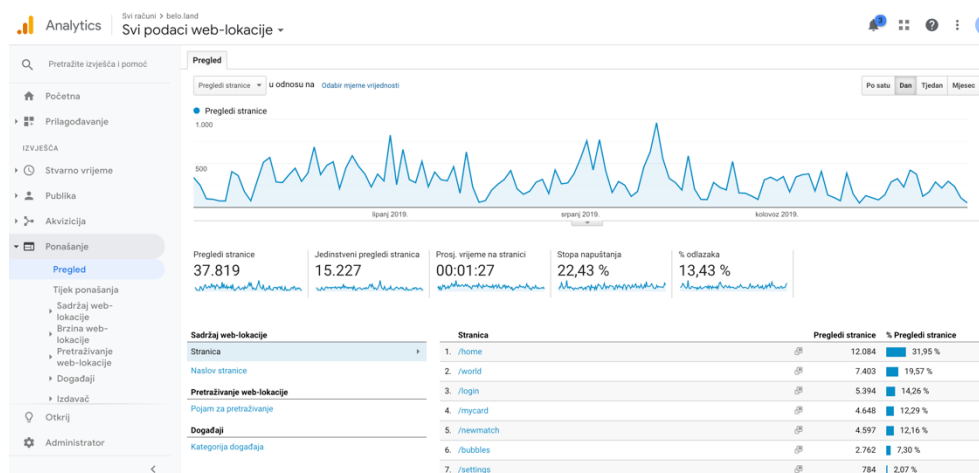 Svi računi > belo.land
Analytics
Svi podaci web-lokacije
3
Pretražite izvješća i pomoć
Početna
Prilagođavanje
IZVJEŠĆA
Stvarno vrijeme
Publika
Akvizicija
Ponašanje
Pregled
Tijek ponašanja
Sadržaj web-
lokacije
Brzina web-
lokacije
Pretraživanje
web-lokacije
Događaji
Izdavač
Otkrij
Administrator
Pregled
Pregledi stranice u odnosu na Odabir mjerne vrijednosti
Po satu Dan Tjedan Mjesec
Pregledi stranice
1.000
500
lipanj 2019. srpanj 2019. kolovoz 2019.
Pregledi stranice Jedinstveni pregledi stranica Prosj. vrijeme na stranici Stopa napuštanja % odlazaka
37.819 15.227 00:01:27 22,43 % 13,43 %
Sadržaj web-lokacije
Stranica
Naslov stranice
Pretraživanje web-lokacije
Pojam za pretraživanje
Događaji
Kategorija događaja
Stranica Pregledi stranice % Pregledi stranice
1. /home 12.084 31,95 %
2. /world 7.403 19,57 %
3. /login 5.394 14,26 %
4. /mycard 4.648 12,29 %
5. /newmatch 4.597 12,16 %
6. /bubbles 2.762 7,30 %
7. /settings 784 2,07 %